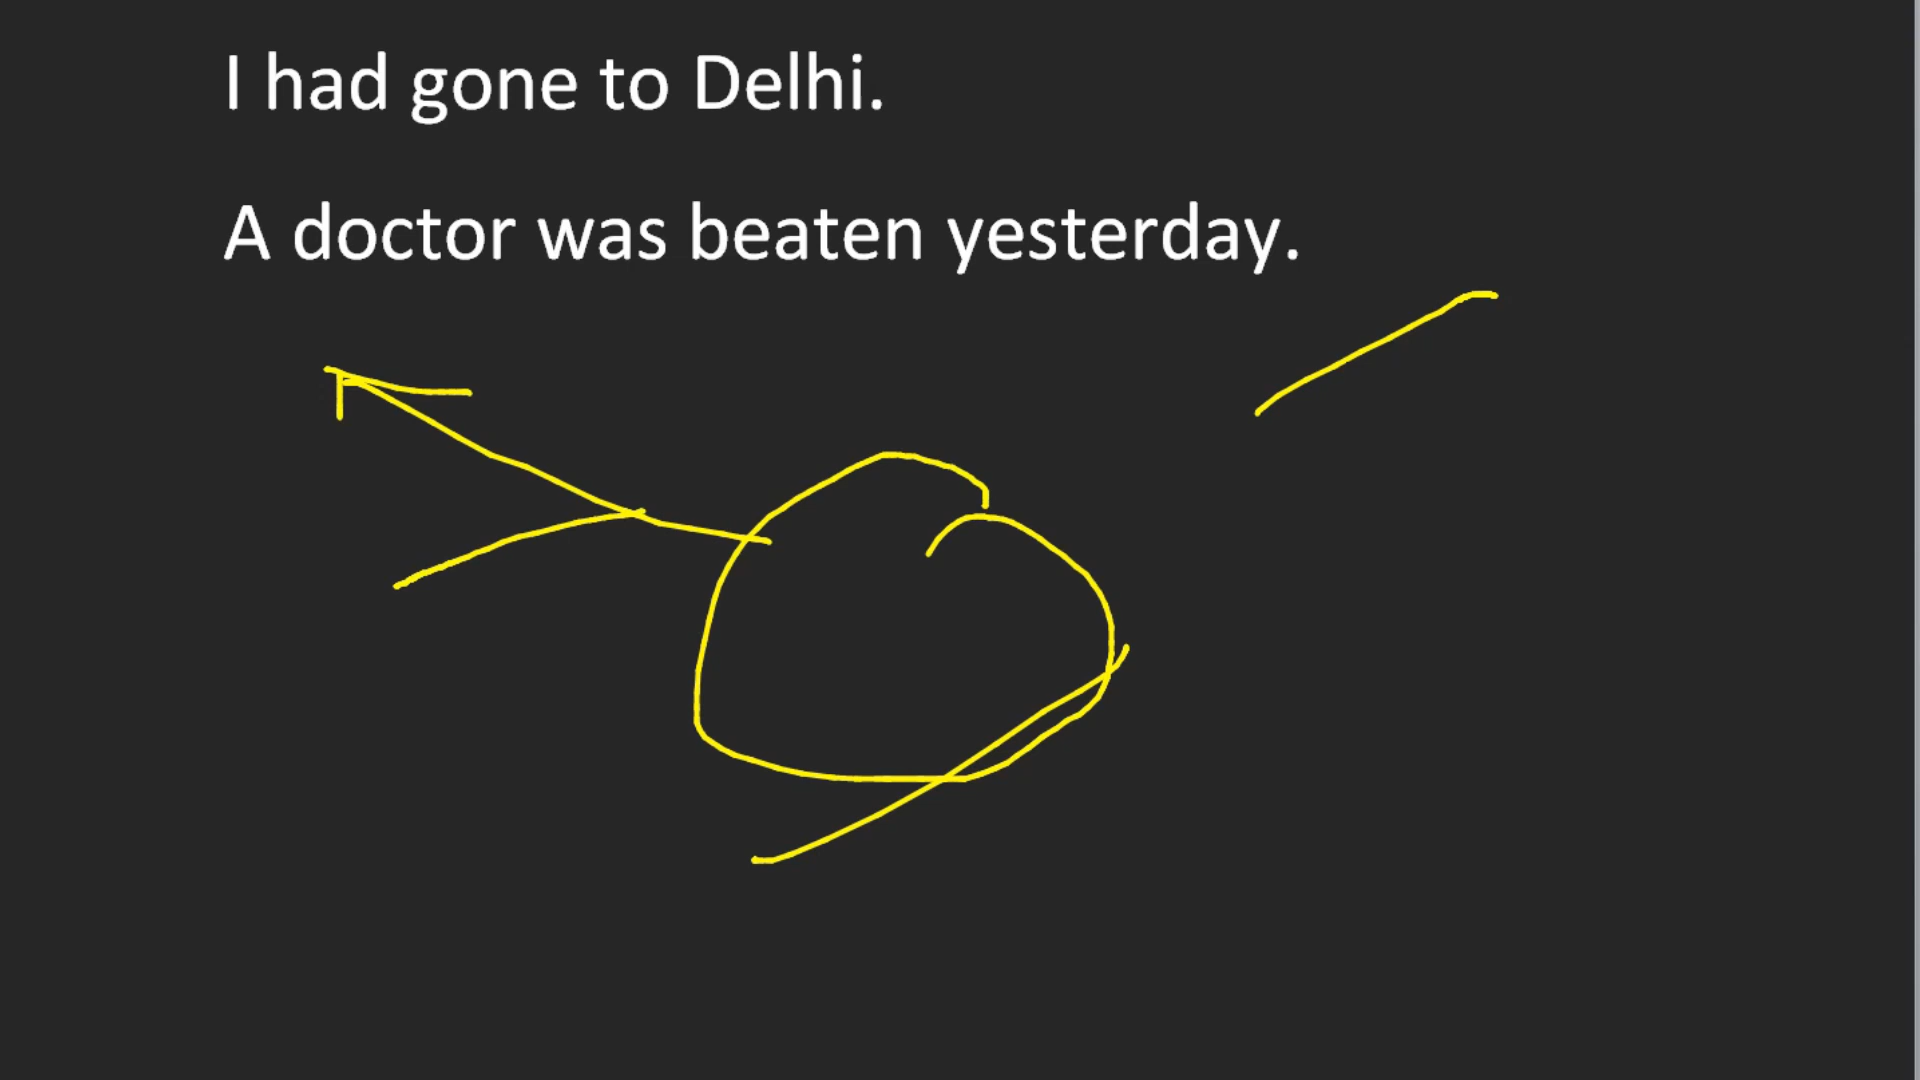 I had gone to Delhi.
A doctor was beaten yesterday.